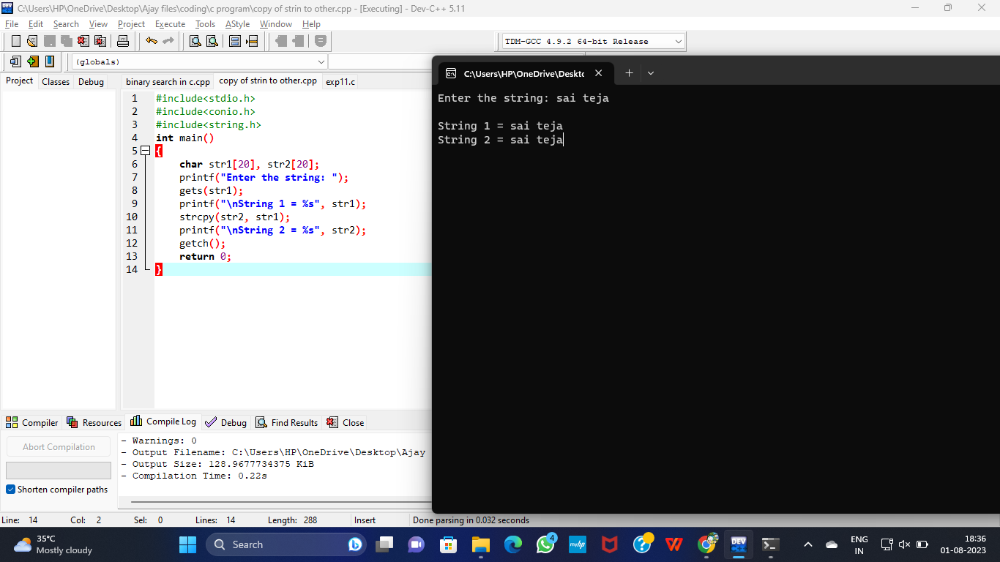 C:\Users\HP\OneDrive\Desktop\Ajay files\coding\c program\copy of strin to other.cpp - [Executing] - Dev-C++ 5.11
File Edit Search View Project Execute Tools AStyle Window Help
TDM-GCC 4.9.2 64-bit Release
(globals)
Project Classes Debug
binary search in c.cpp copy of strin to other.cpp exp11.c
1 #include<stdio.h>
2 #include<conio.h>
3 #include<string.h>
4 int main()
5 {
6 char str1[20], str2[20];
7 printf("Enter the string: ");
8 gets(str1);
9 printf("\nString 1 = %s", str1);
10 strcpy(str2, str1);
11 printf("\nString 2 = %s", str2);
12 getch();
13 return 0;
14 }
C:\Users\HP\OneDrive\Deskto
Enter the string: sai teja
String 1 = sai teja
String 2 = sai teja
Compiler Resources Compile Log Debug Find Results Close
Abort Compilation
Shorten compiler paths
- Warnings: 0
- Output Filename: C:\Users\HP\OneDrive\Desktop\Ajay
- Output Size: 128.9677734375 KiB
- Compilation Time: 0.22s
Line: 14 Col: 2 Sel: 0 Lines: 14 Length: 288 Insert Done parsing in 0.032 seconds
35°C
Mostly cloudy
Search
4
myhp
DEV
ENG
IN
18:36
01-08-2023